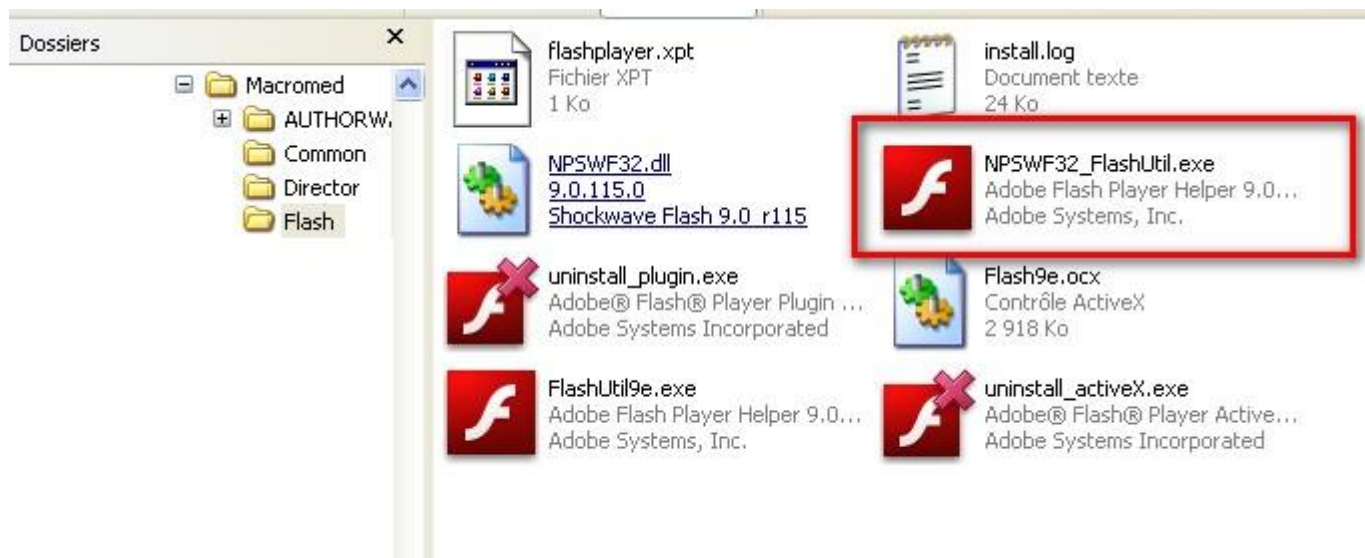 Dossiers
Macromed
AUTHORW
Common
Director
Flash
flashplayer.xpt
Fichier XPT
1 Ko
install.log
Document texte
24 Ko
NPSWF32.dll
9.0.115.0
Shockwave Flash 9.0 r115
NPSWF32_FlashUtil.exe
Adobe Flash Player Helper 9.0...
Adobe Systems, Inc.
uninstall_plugin.exe
Adobe® Flash® Player Plugin ...
Adobe Systems Incorporated
Flash9e.ocx
Contrôle ActiveX
2 918 Ko
FlashUtil9e.exe
Adobe Flash Player Helper 9.0...
Adobe Systems, Inc.
uninstall_activeX.exe
Adobe® Flash® Player Active...
Adobe Systems Incorporated